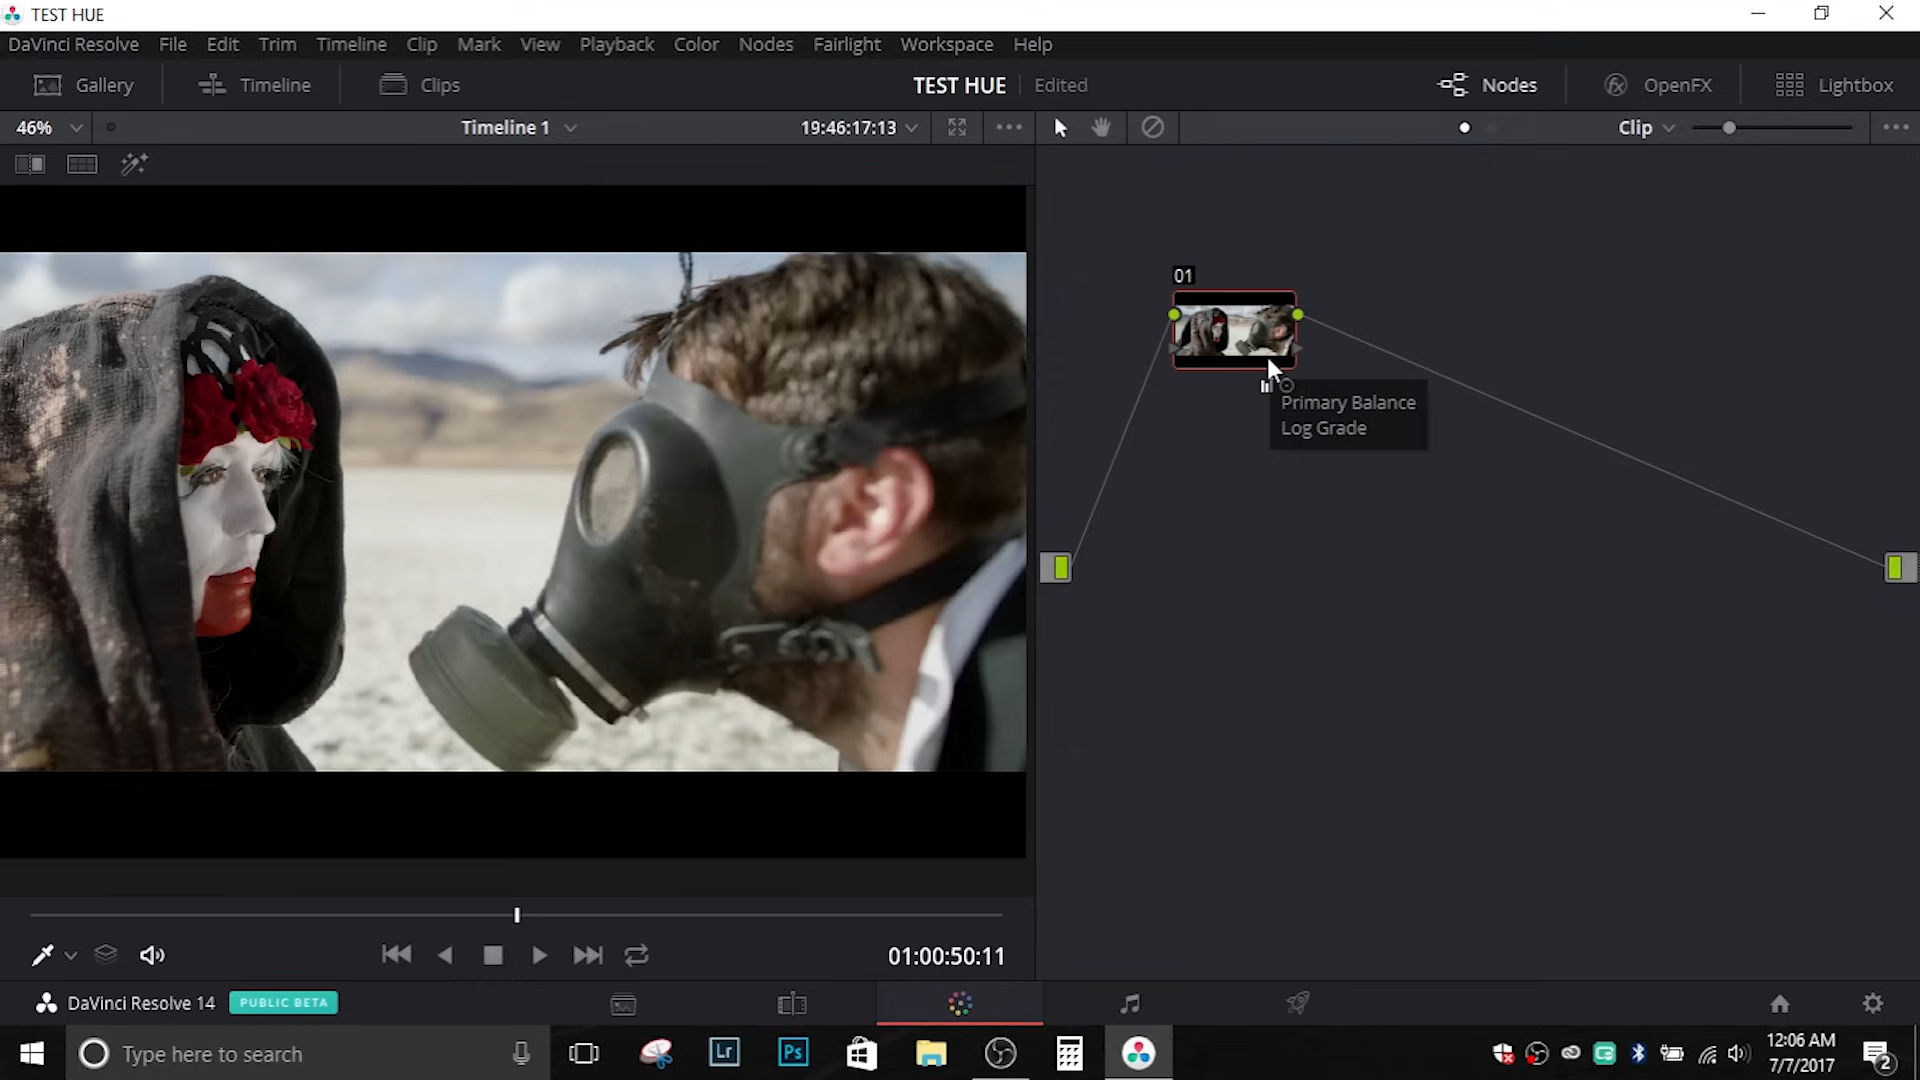 TEST HUE
DaVinci Resolve File Edit Trim Timeline Clip Mark View Playback Color Nodes Fairlight Workspace Help
Gallery Timeline Clips TEST HUE Edited Nodes OpenFX Lightbox
46% Timeline 1 19:46:17:13 Clip
01
Primary Balance
Log Grade
01:00:50:11
DaVinci Resolve 14 PUBLIC BETA
Type here to search Lr Ps 12:06 AM
7/7/2017 2